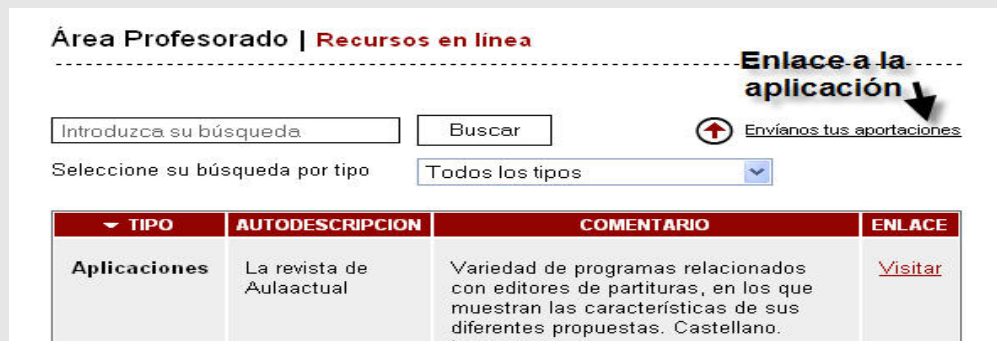 Área Profesorado | Recursos en línea
Enlace a la
aplicación
Introduzca su búsqueda
Buscar
Envíanos tus aportaciones
Seleccione su búsqueda por tipo
Todos los tipos
TIPO AUTODESCRIPCION COMENTARIO ENLACE
Aplicaciones La revista de Variedad de programas relacionados Visitar
Aulaactual con editores de partituras, en los que
muestran las características de sus
diferentes propuestas. Castellano.